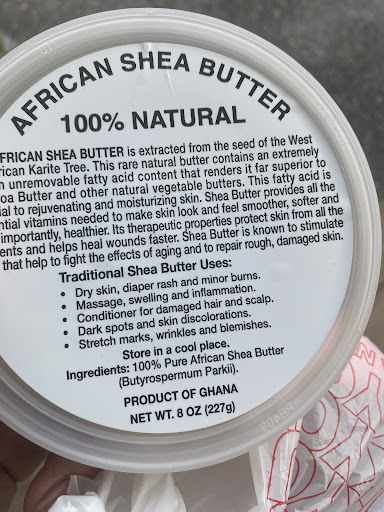 AFRICAN SHEA BUTTER
100% NATURAL
FRICAN SHEA BUTTER is extracted from the seed of the West
rican Karite Tree. This rare natural butter contains an extremely
unremovable fatty acid content that renders it far superior to
oa Butter and other natural vegetable butters. This fatty acid is
ial to rejuvenating and moisturizing skin. Shea Butter provides all the
ntial vitamins needed to make skin look and feel smoother, softer and
importantly, healthier. Its therapeutic properties protect skin from all the
ents and helps heal wounds faster. Shea Butter is known to stimulate
that help to fight the effects of aging and to repair rough, damaged skin.
Traditional Shea Butter Uses:
• Dry skin, diaper rash and minor burns.
• Massage, swelling and inflammation.
• Conditioner for damaged hair and scalp.
• Dark spots and skin discolorations.
• Stretch marks, wrinkles and blemishes.
Store in a cool place.
Ingredients: 100% Pure African Shea Butter
(Butyrospermum Parkii).
PRODUCT OF GHANA
NET WT. 8 OZ (227g)